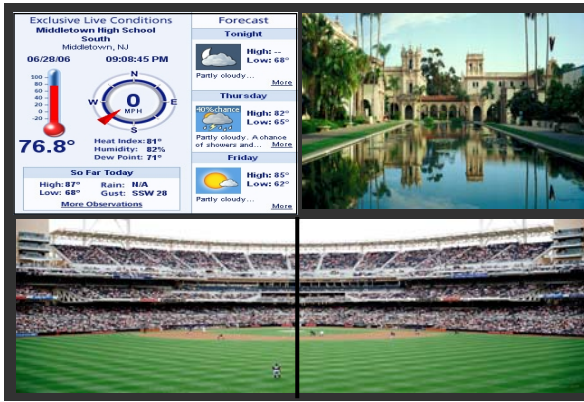 Exclusive Live Conditions
Middletown High School
South
Middletown, NJ
06/28/06 09:08:45 PM
100
80
60
40
20
0
-20
76.8°
N
W
E
S
0
MPH
Heat Index: 81°
Humidity: 82%
Dew Point: 71°
So Far Today
High: 87° Rain: N/A
Low: 68° Gust: SSW 28
More Observations
Forecast
Tonight
High: --
Low: 68°
Partly cloudy...
More
Thursday
40% chance
High: 82°
Low: 65°
Partly cloudy. A chance
of showers and...
More
Friday
High: 85°
Low: 62°
Partly cloudy...
More